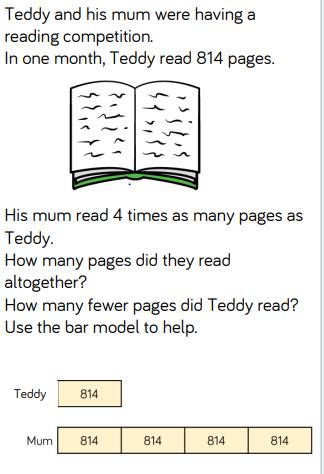 Teddy and his mum were having a
reading competition.
In one month, Teddy read 814 pages.
His mum read 4 times as many pages as
Teddy.
How many pages did they read
altogether?
How many fewer pages did Teddy read?
Use the bar model to help.
Teddy 814
Mum 814 814 814 814